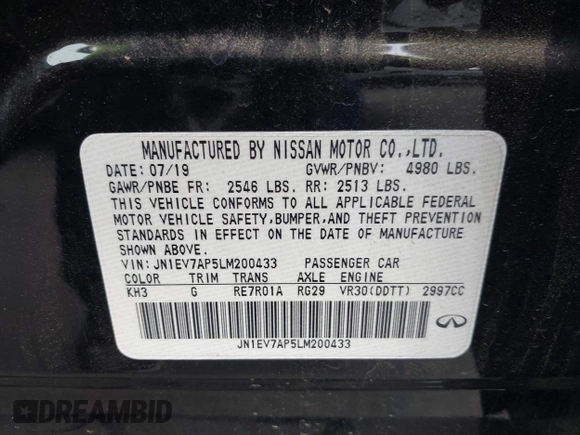 MANUFACTURED BY NISSAN MOTOR CO.,LTD.
DATE: 07/19 GVWR/PNBV: 4980 LBS.
GAWR/PNBE FR: 2546 LBS. RR: 2513 LBS.
THIS VEHICLE CONFORMS TO ALL APPLICABLE FEDERAL
MOTOR VEHICLE SAFETY,BUMPER,AND THEFT PREVENTION
STANDARDS IN EFFECT ON THE DATE OF MANUFACTURE
SHOWN ABOVE.
VIN: JN1EV7AP5LM200433 PASSENGER CAR
COLOR TRIM TRANS AXLE ENGINE
KH3 G RE7R01A RG29 VR30(DDTT) 2997CC
JN1EV7AP5LM200433
DREAMBID